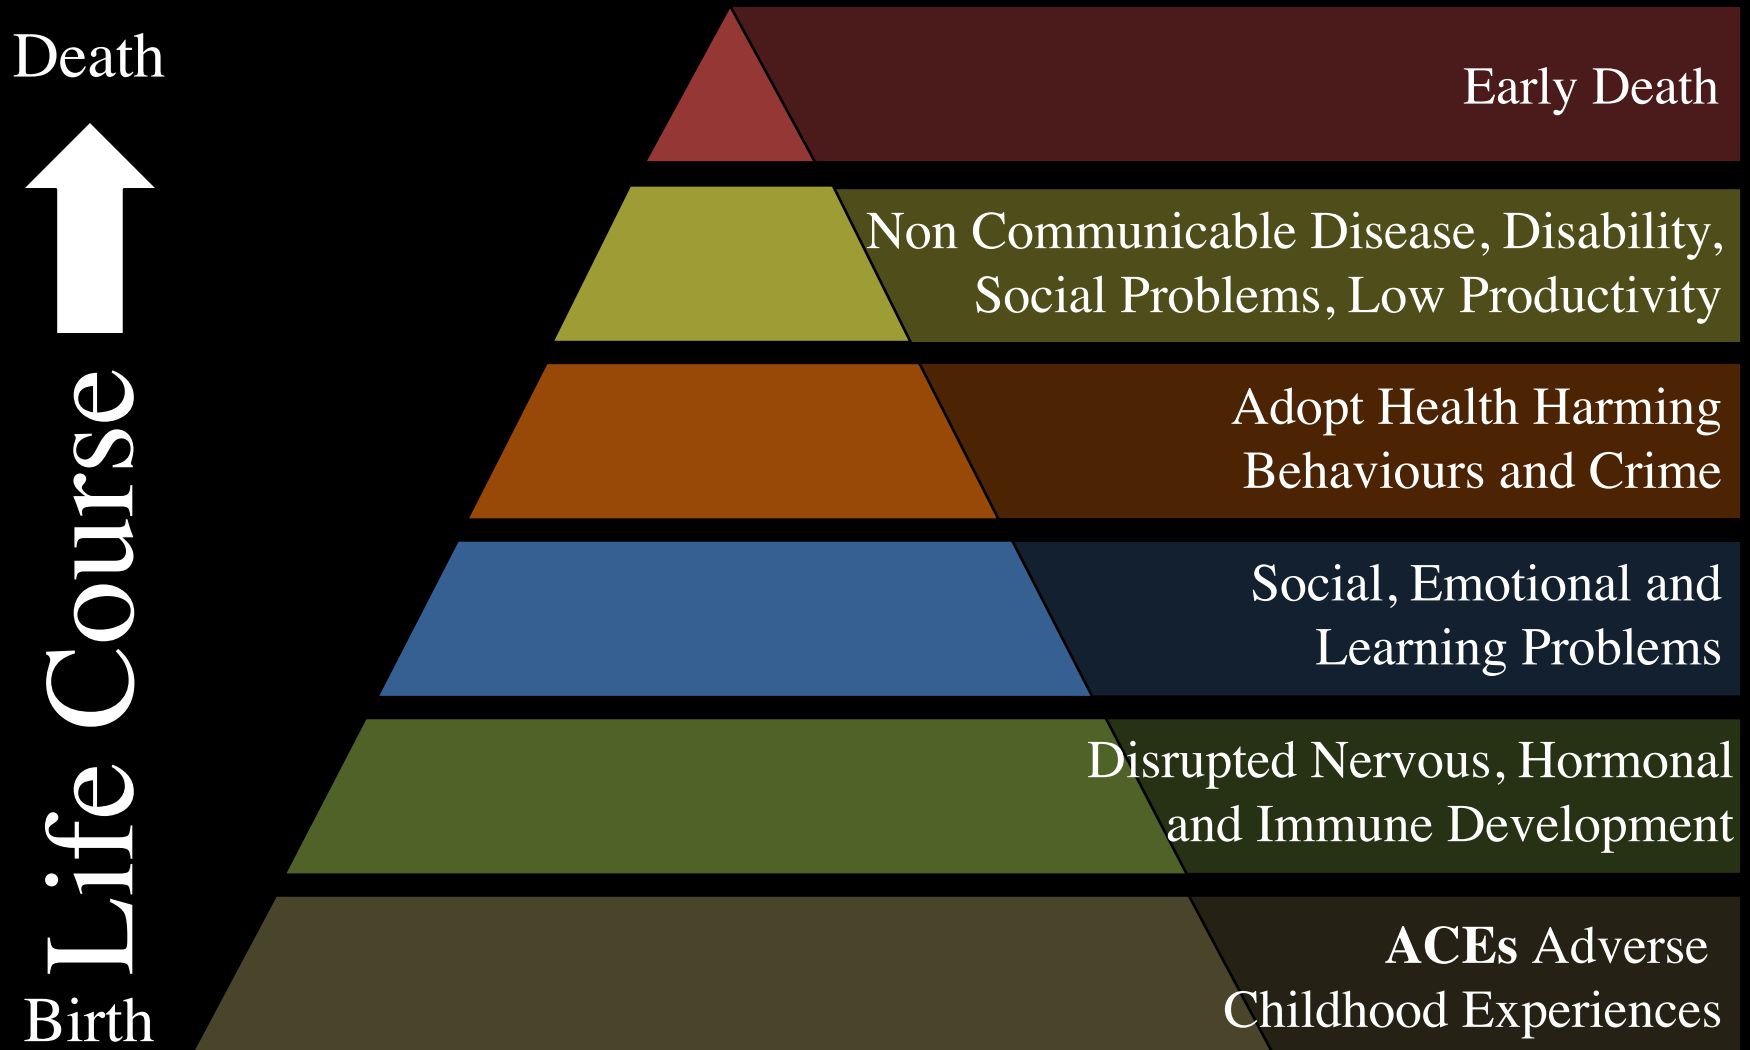 Death
Life Course
Birth
Early Death
Non Communicable Disease, Disability,
Social Problems, Low Productivity
Adopt Health Harming
Behaviours and Crime
Social, Emotional and
Learning Problems
Disrupted Nervous, Hormonal
and Immune Development
ACEs Adverse
Childhood Experiences